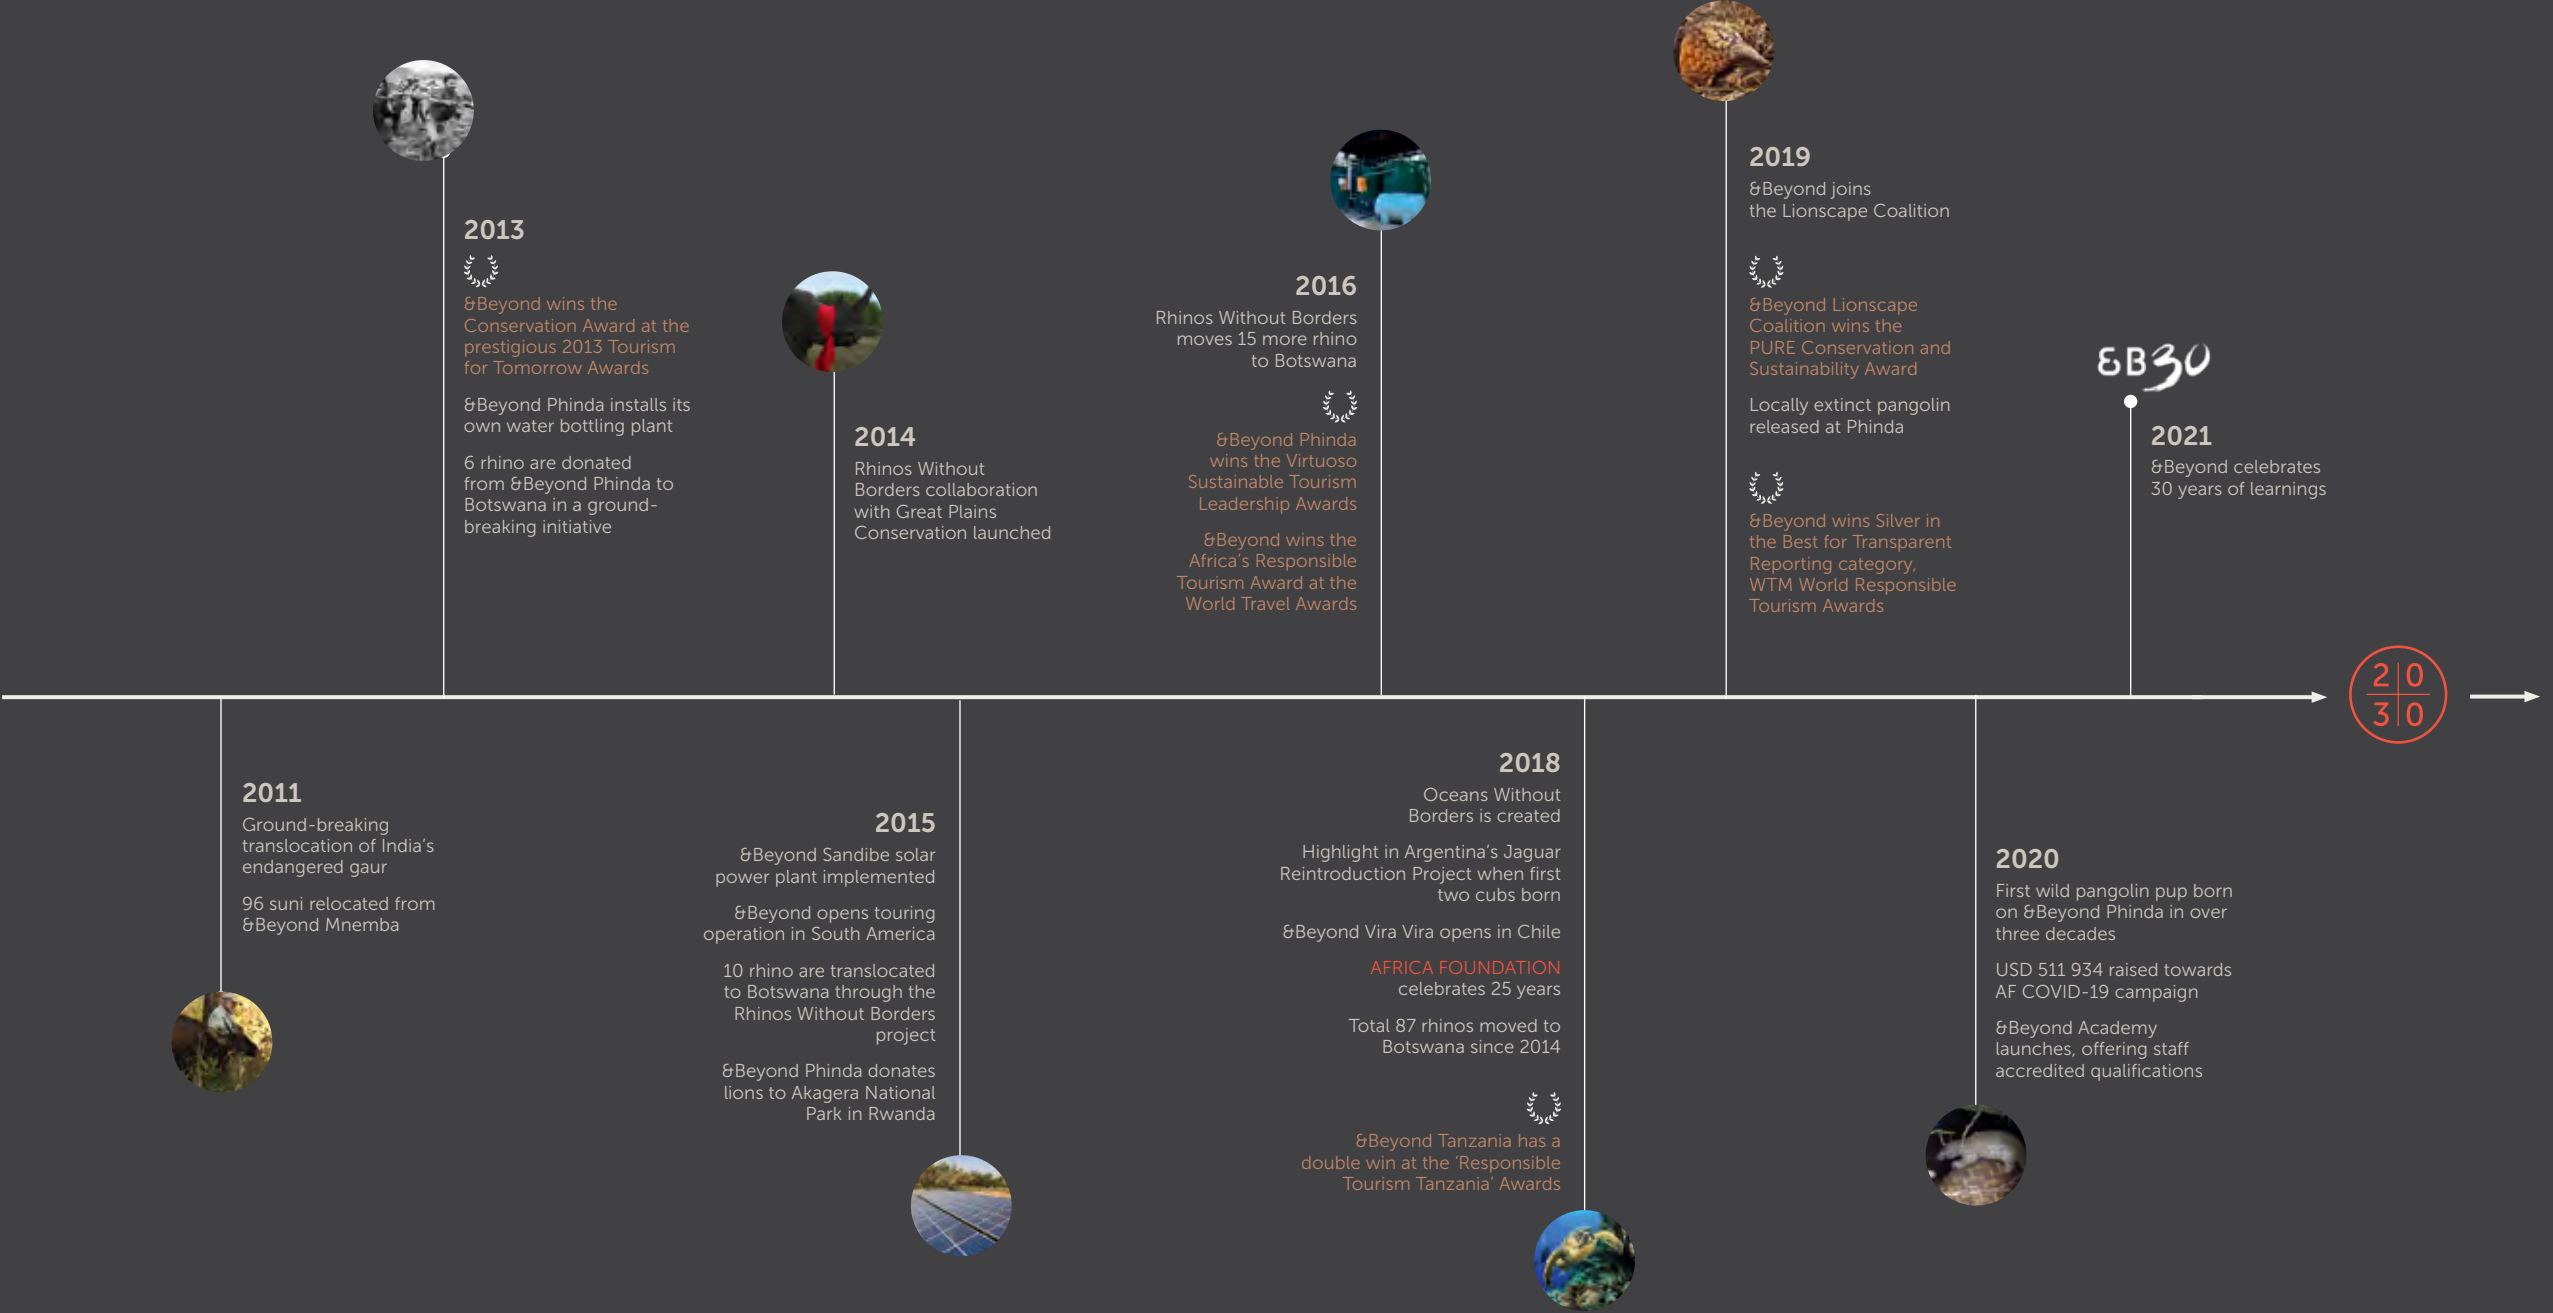 2013
&Beyond wins the
Conservation Award at the
prestigious 2013 Tourism
for Tomorrow Awards
&Beyond Phinda installs its
own water bottling plant
6 rhino are donated
from &Beyond Phinda to
Botswana in a ground-
breaking initiative
2014
Rhinos Without
Borders collaboration
with Great Plains
Conservation launched
2016
Rhinos Without Borders
moves 15 more rhino
to Botswana
&Beyond Phinda
wins the Virtuoso
Sustainable Tourism
Leadership Awards
&Beyond wins the
Africa's Responsible
Tourism Award at the
World Travel Awards
2019
&Beyond joins
the Lionscape Coalition
&Beyond Lionscape
Coalition wins the
PURE Conservation and
Sustainability Award
Locally extinct pangolin
released at Phinda
&Beyond wins Silver in
the Best for Transparent
Reporting category,
WTM World Responsible
Tourism Awards
&B30
2021
&Beyond celebrates
30 years of learnings
20
30
2011
Ground-breaking
translocation of India's
endangered gaur
96 suni relocated from
&Beyond Mnemba
2015
&Beyond Sandibe solar
power plant implemented
&Beyond opens touring
operation in South America
10 rhino are translocated
to Botswana through the
Rhinos Without Borders
project
&Beyond Phinda donates
lions to Akagera National
Park in Rwanda
2018
Oceans Without
Borders is created
Highlight in Argentina's Jaguar
Reintroduction Project when first
two cubs born
&Beyond Vira Vira opens in Chile
AFRICA FOUNDATION
celebrates 25 years
Total 87 rhinos moved to
Botswana since 2014
&Beyond Tanzania has a
double win at the 'Responsible
Tourism Tanzania' Awards
2020
First wild pangolin pup born
on &Beyond Phinda in over
three decades
USD 511 934 raised towards
AF COVID-19 campaign
&Beyond Academy
launches, offering staff
accredited qualifications